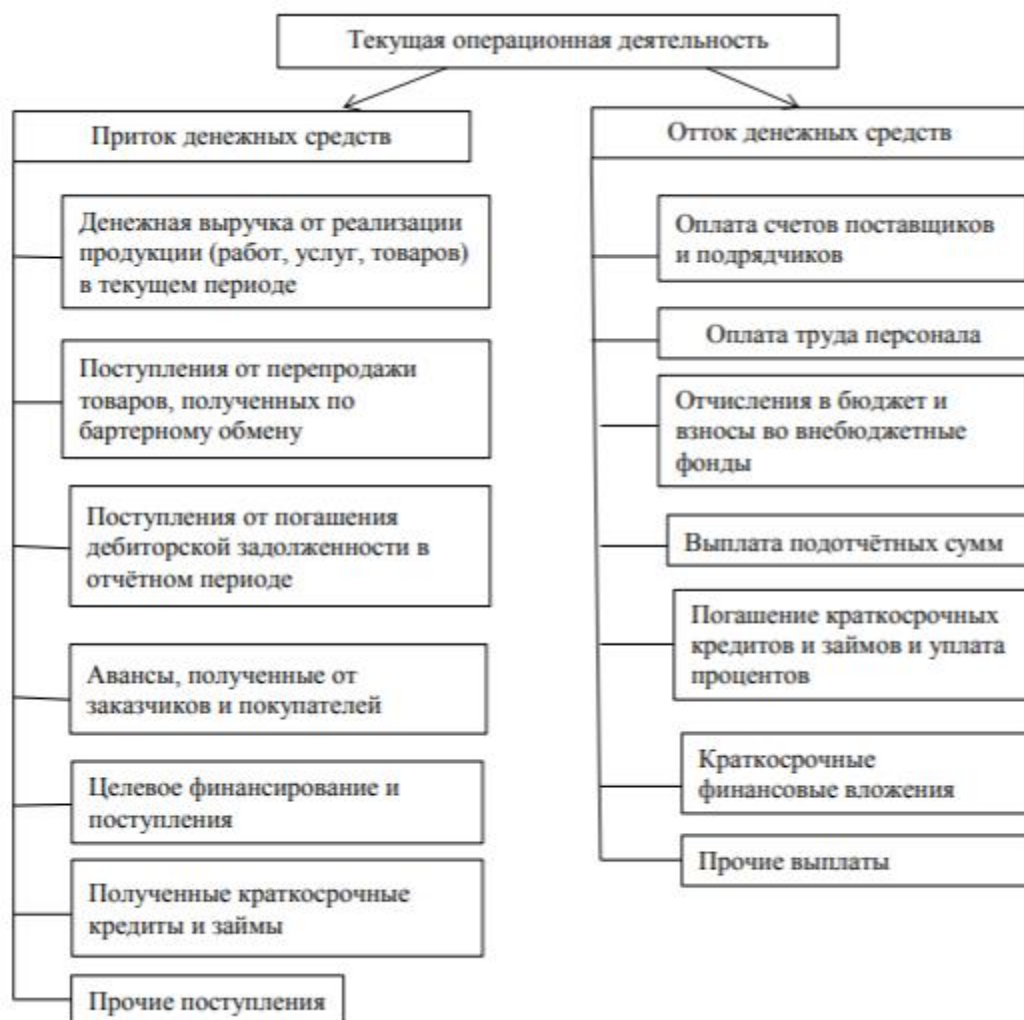 Текущая операционная деятельность
Приток денежных средств
Денежная выручка от реализации
продукции (работ, услуг, товаров)
в текущем периоде
Поступления от перепродажи
товаров, полученных по
бартерному обмену
Поступления от погашения
дебиторской задолженности в
отчётном периоде
Авансы, полученные от
заказчиков и покупателей
Целевое финансирование и
поступления
Полученные краткосрочные
кредиты и займы
Прочие поступления
Отток денежных средств
Оплата счетов поставщиков
и подрядчиков
Оплата труда персонала
Отчисления в бюджет и
взносы во внебюджетные
фонды
Выплата подотчётных сумм
Погашение краткосрочных
кредитов и займов и уплата
процентов
Краткосрочные
финансовые вложения
Прочие выплаты